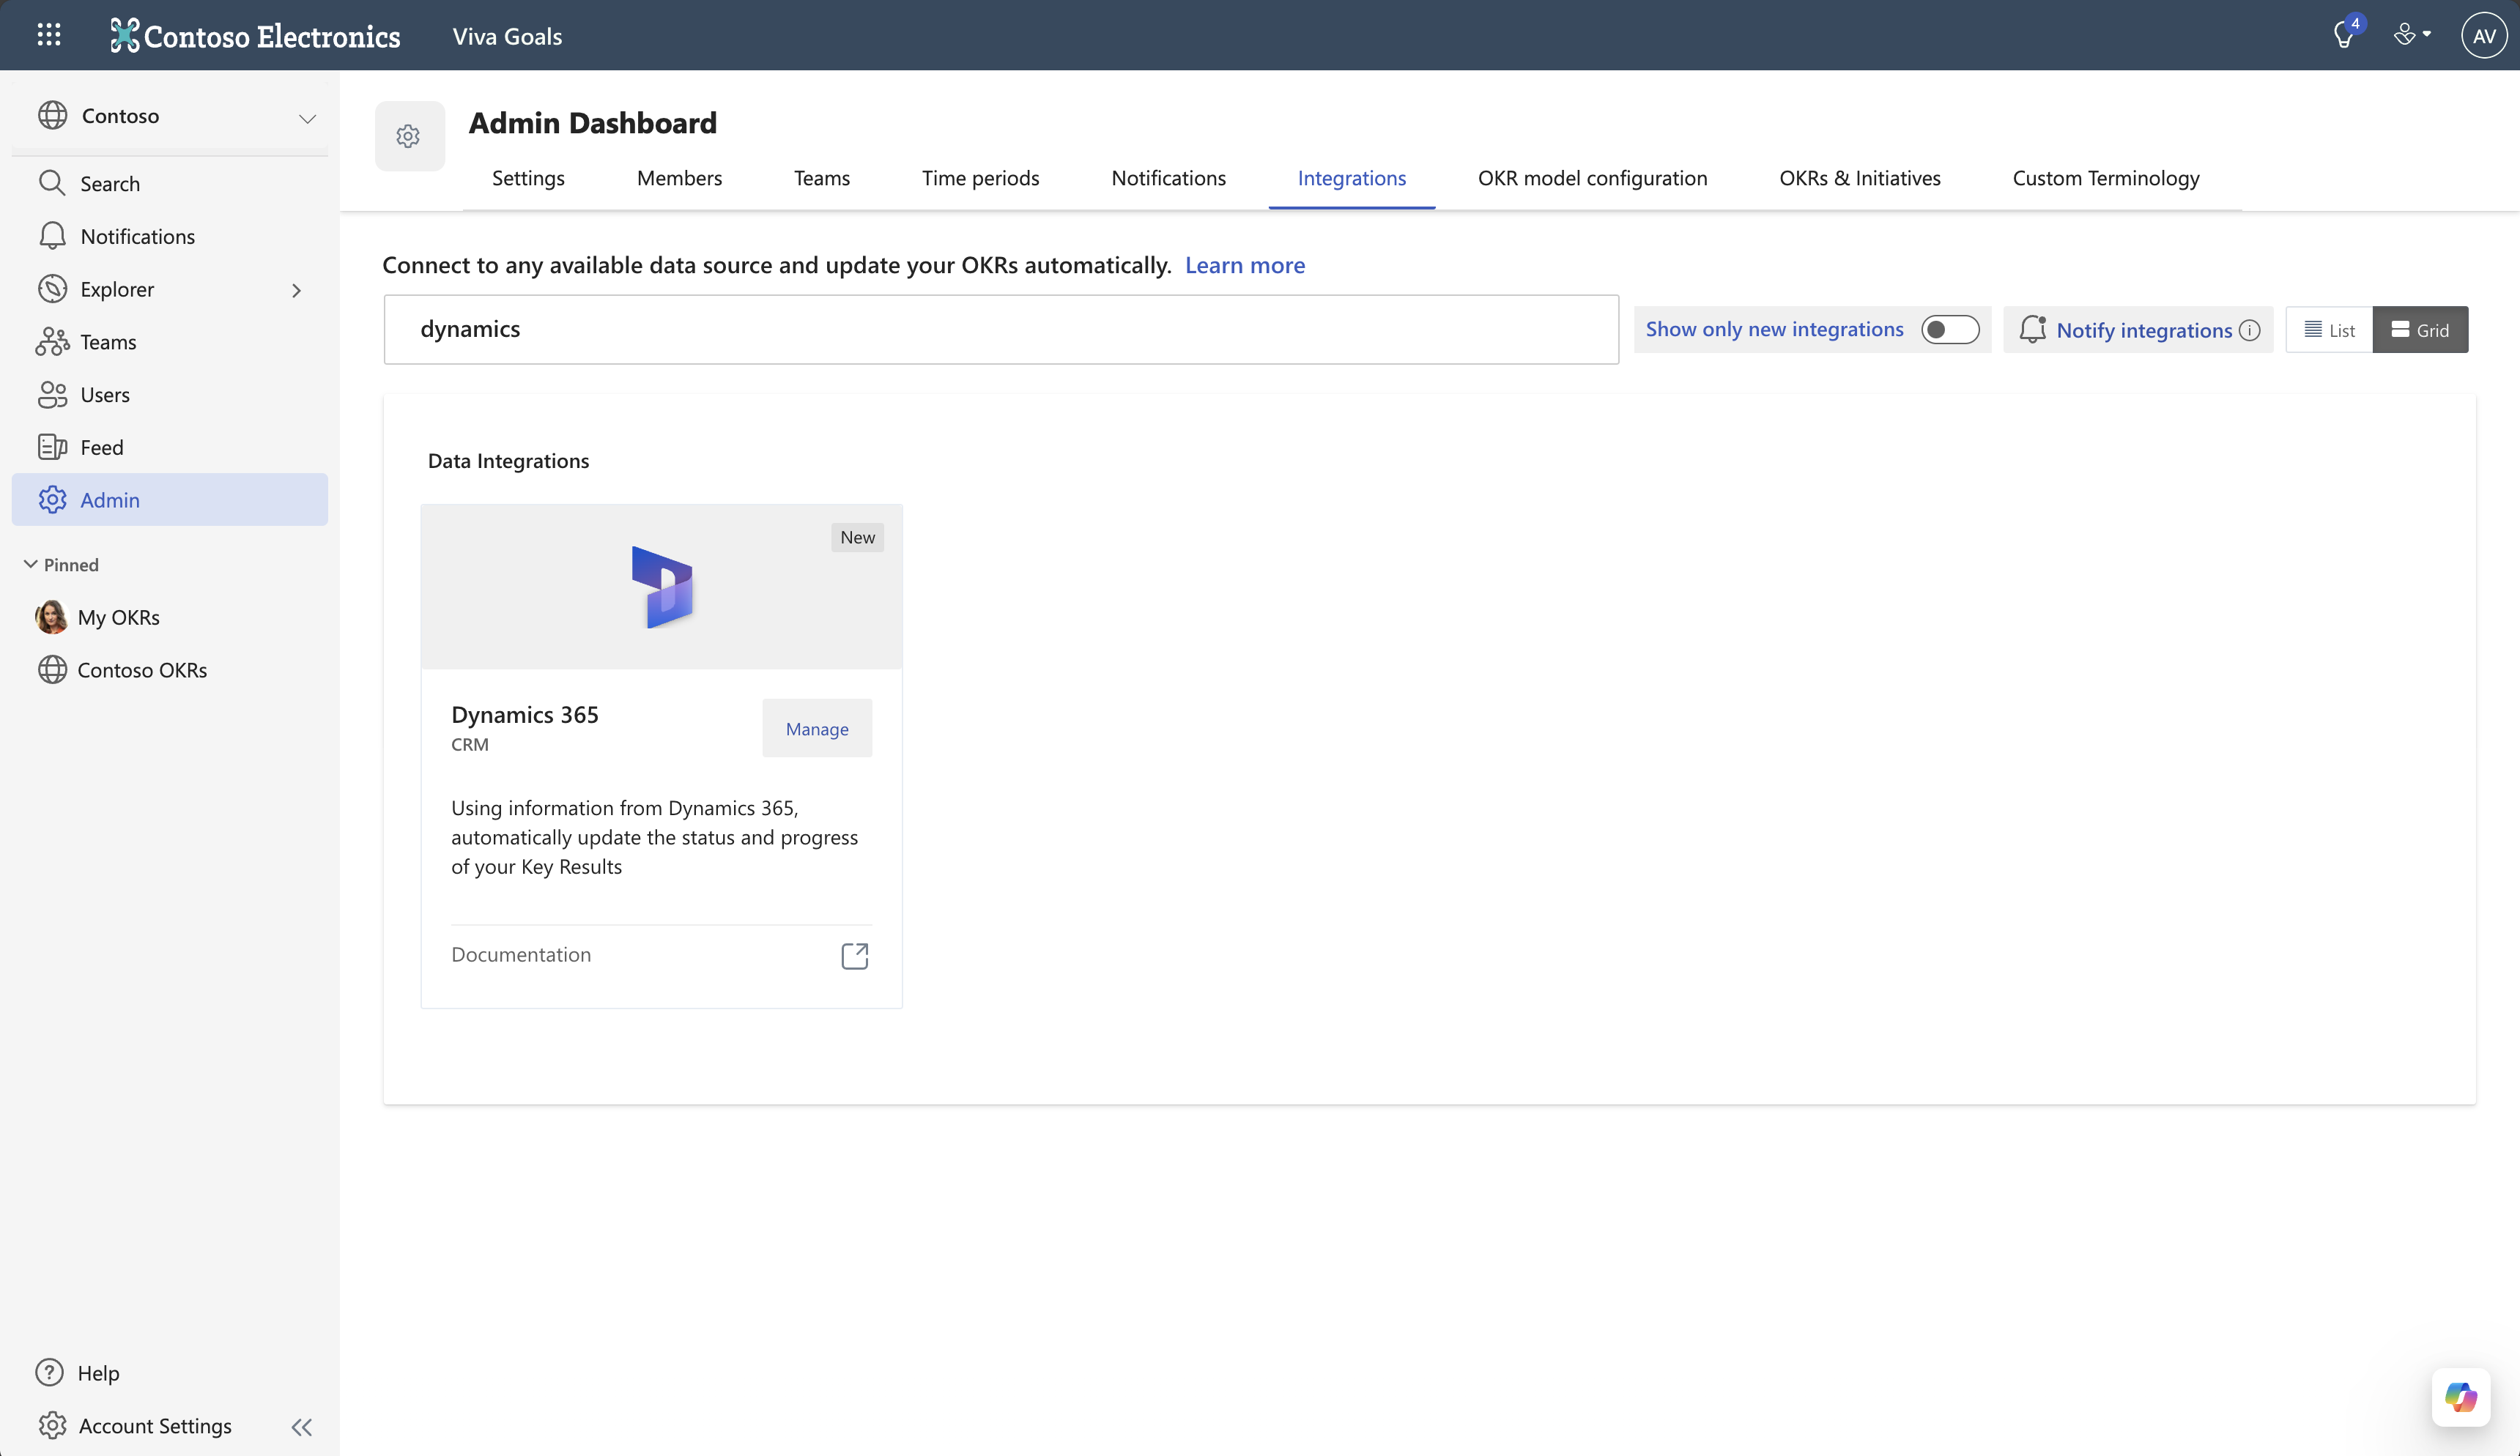 Contoso Electronics
Viva Goals
4
AV
Contoso
Search
Notifications
Explorer
Teams
Users
Feed
Admin
Pinned
My OKRs
Contoso OKRs
Help
Account Settings
Admin Dashboard
Settings
Members
Teams
Time periods
Notifications
Integrations
OKR model configuration
OKRs & Initiatives
Custom Terminology
Connect to any available data source and update your OKRs automatically. Learn more
dynamics
Show only new integrations
Notify integrations
List
Grid
Data Integrations
New
Dynamics 365
CRM
Manage
Using information from Dynamics 365,
automatically update the status and progress
of your Key Results
Documentation